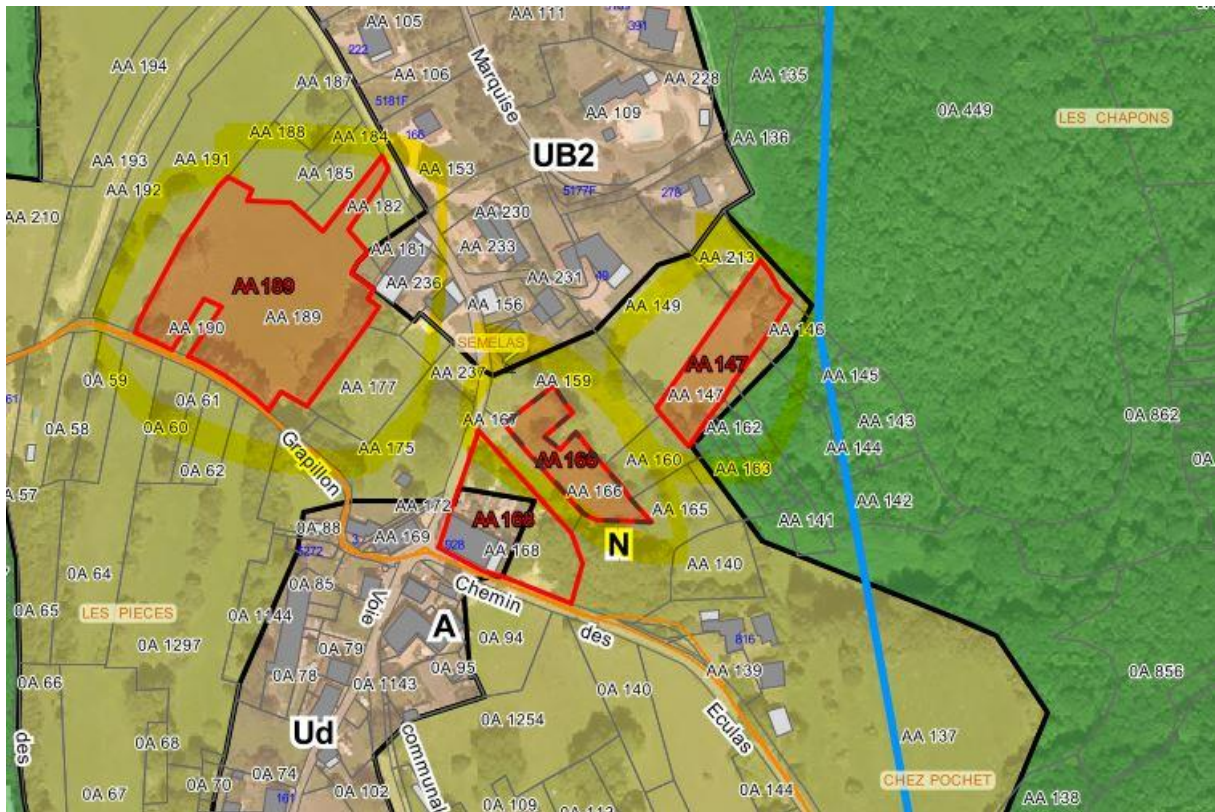 AA 105
AA 111
391
222
AA 194
AA 106
Marquise
AA 228
AA 135
AA 187
5181F
AA 109
0A 449
LES CHAPONS
AA 188
AA 184
166
AA 136
AA 193
AA 191
AA 153
UB2
AA 185
AA 192
5177F
278
AA 210
AA 182
AA 230
AA 181
AA 233
AA 213
AA 189
AA 236
AA 231
49
AA 149
AA 156
AA 190
AA 189
AA 146
SEMELAS
AA 147
0A 59
AA 237
AA 145
AA 177
AA 159
AA 147
61
0A 61
0A 862
0A 58
0A 60
AA 167
AA 162
AA 143
AA 175
AA 144
Grapillon
AA 166
AA 160
AA 163
0A 62
AA 166
AA 57
AA 172
AA 168
AA 165
AA 142
0A 88
AA 141
AA 169
928
AA 168
N
5272
3
AA 140
0A 64
0A 85
Chemin
0A 65
LES PIECES
0A 1144
Voie
A
0A 94
des
816
0A 1297
0A 79
0A 95
AA 139
0A 856
0A 66
0A 78
0A 1143
0A 140
Eculas
Ud
0A 1254
des
0A 68
communal
AA 137
0A 74
0A 70
CHEZ POCHET
0A 67
161
0A 102
0A 109
0A 144
AA 138